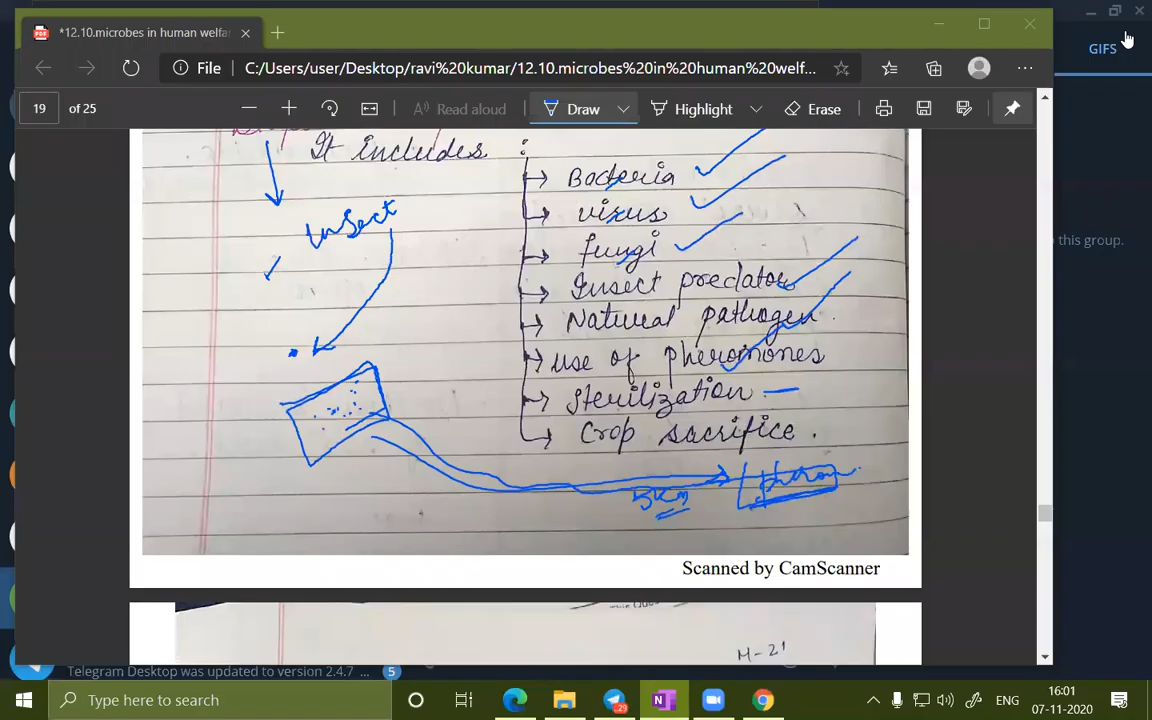 *12.10.microbes in human welfa
GIFS
File
C:/Users/user/Desktop/ravi%20kumar/12.10.microbes%20in%20human%20welf...
19 of 25
Read aloud
Draw
Highlight
Erase
It includes :
Bacteria
virus
fungi
Insect predator
Natural pathogen
use of pheromones
Sterilization
Crop sacrifice.
Insect
5km
this group.
Scanned by CamScanner
M-21
Telegram Desktop was updated to version 2.4.7 ...
5
Type here to search
29
ENG
16:01
07-11-2020